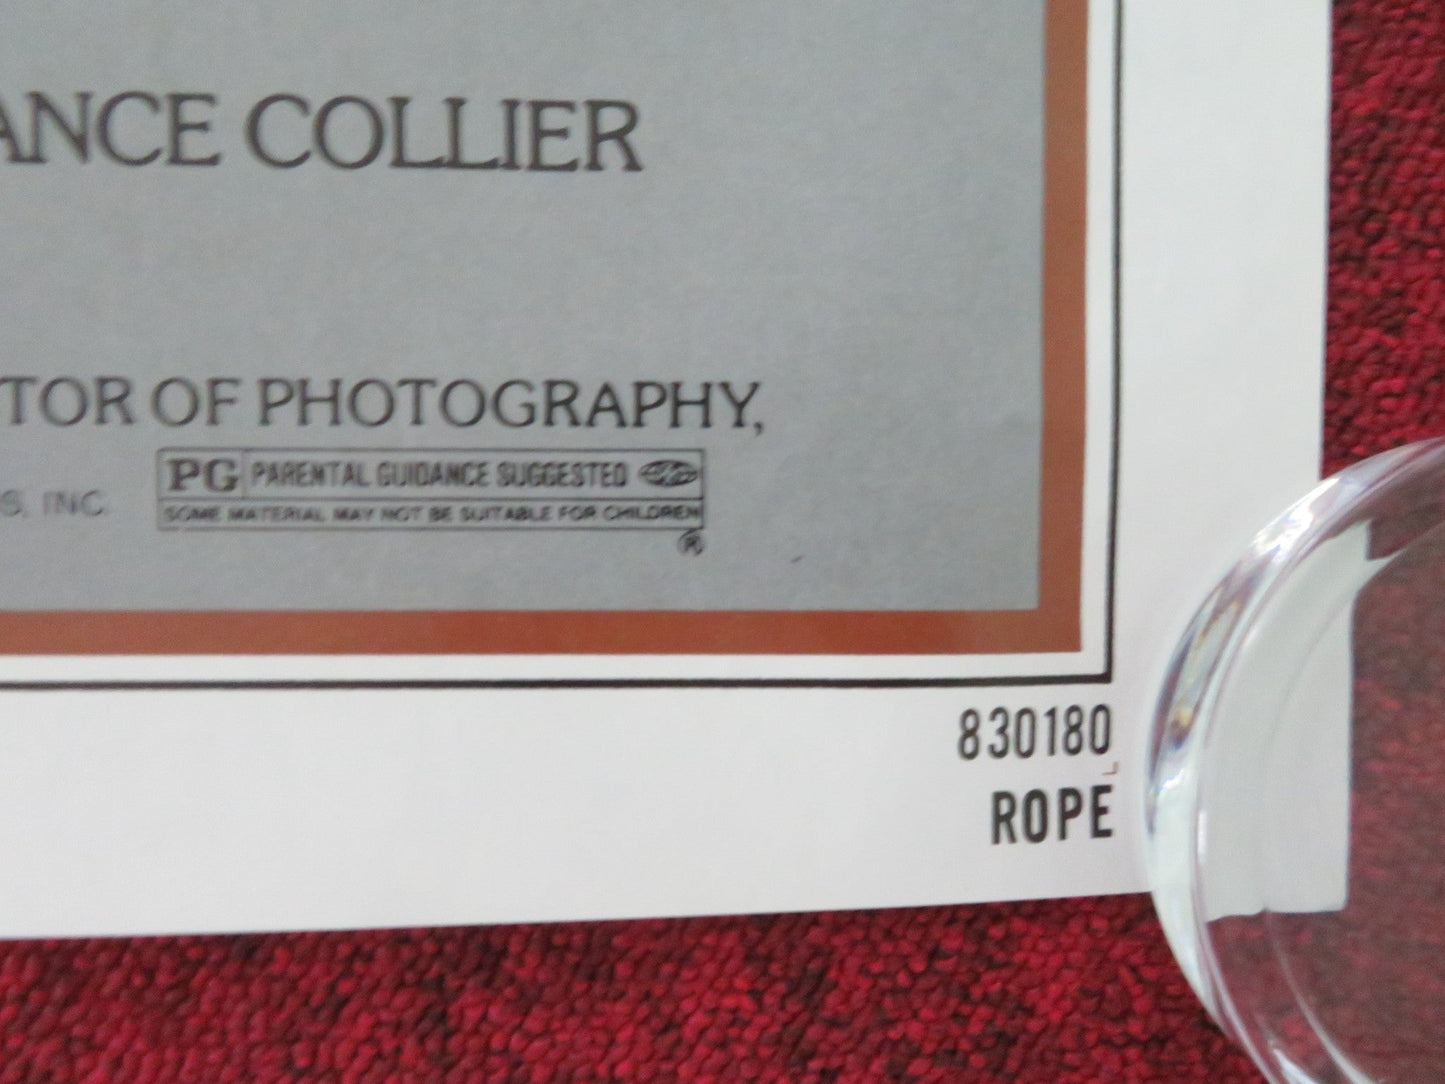 ANCE COLLIER
TOR OF PHOTOGRAPHY,
PG PARENTAL GUIDANCE SUGGESTED
S, INC.
SOME MATERIAL MAY NOT BE SUITABLE FOR CHILDREN
®
830180
ROPE